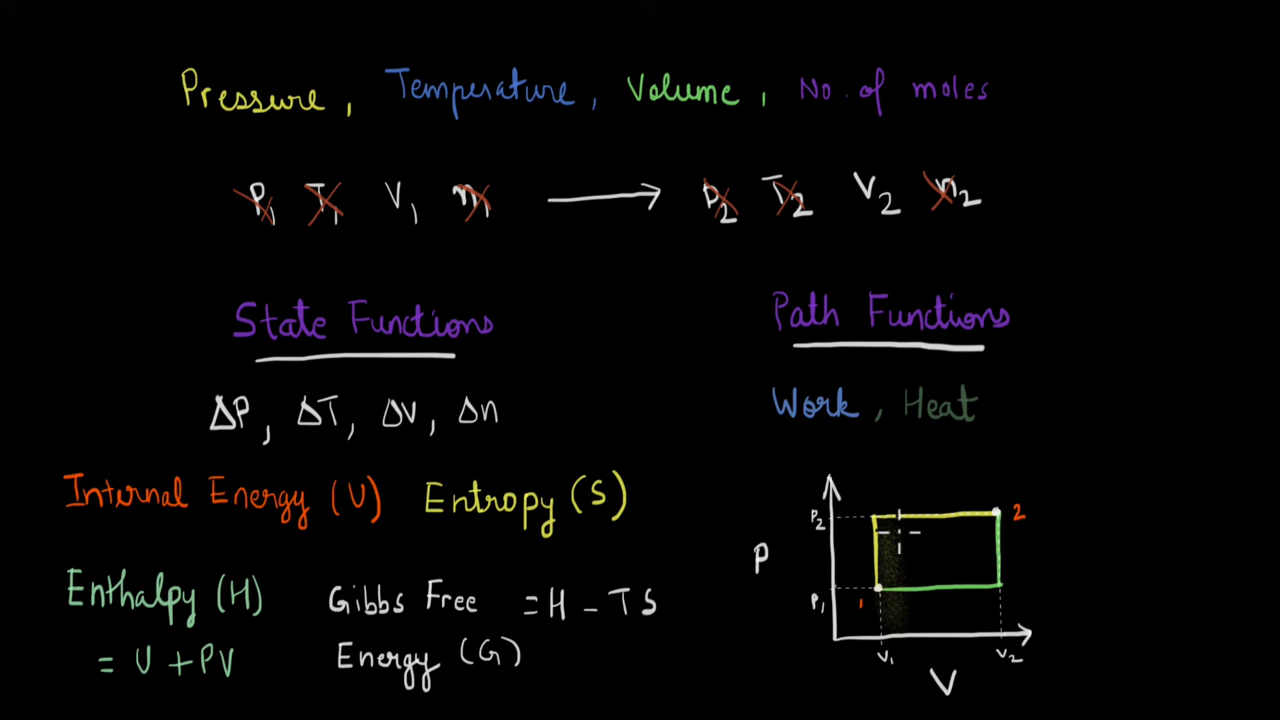 Pressure, Temperature, Volume, No. of moles
P₁ T₁ V₁ n₁ → P₂ T₂ V₂ n₂
State Functions
Path Functions
ΔP, ΔT, ΔV, Δn
Work, Heat
Internal Energy (U) Entropy (S)
Enthalpy (H)
= U + PV
Gibbs Free = H - TS
Energy (G)
P₂
2
P
P₁
1
V₁
V₂
V